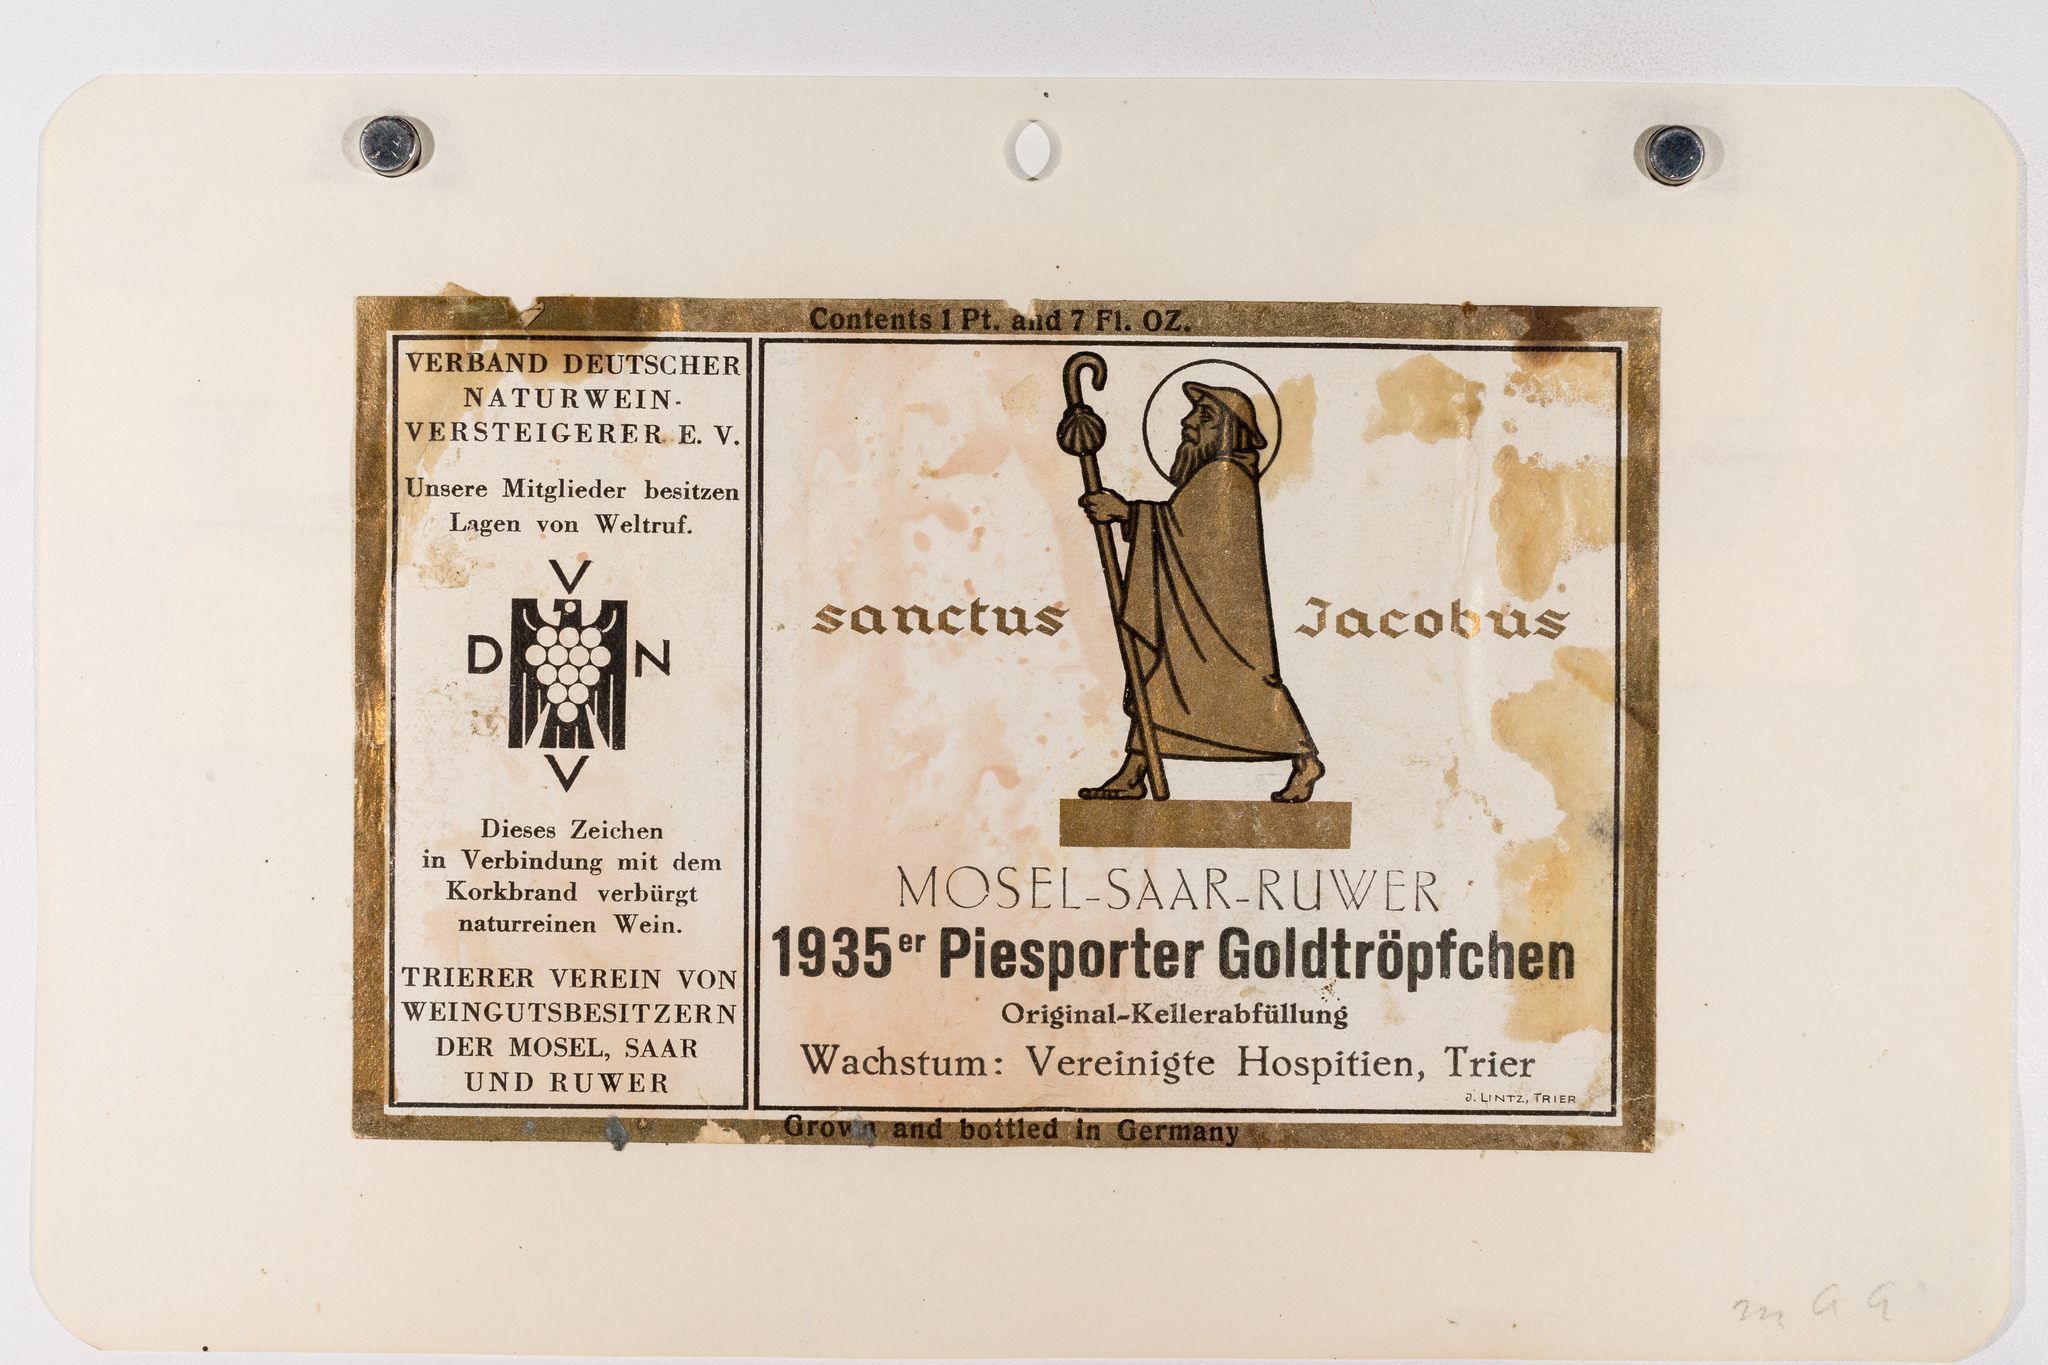 Contents 1 Pt. and 7 Fl. OZ.
VERBAND DEUTSCHER
NATURWEIN-
VERSTEIGERER E. V.
Unsere Mitglieder besitzen
Lagen von Weltruf.
V
D N
V
Dieses Zeichen
in Verbindung mit dem
Korkbrand verbürgt
naturreinen Wein.
TRIERER VEREIN VON
WEINGUTSBESITZERN
DER MOSEL, SAAR
UND RUWER
sanctus Jacobus
MOSEL-SAAR-RUWER
1935er Piesporter Goldtröpfchen
Original-Kellerabfüllung
Wachstum: Vereinigte Hospitien, Trier
J. LINTZ, TRIER
Grown and bottled in Germany